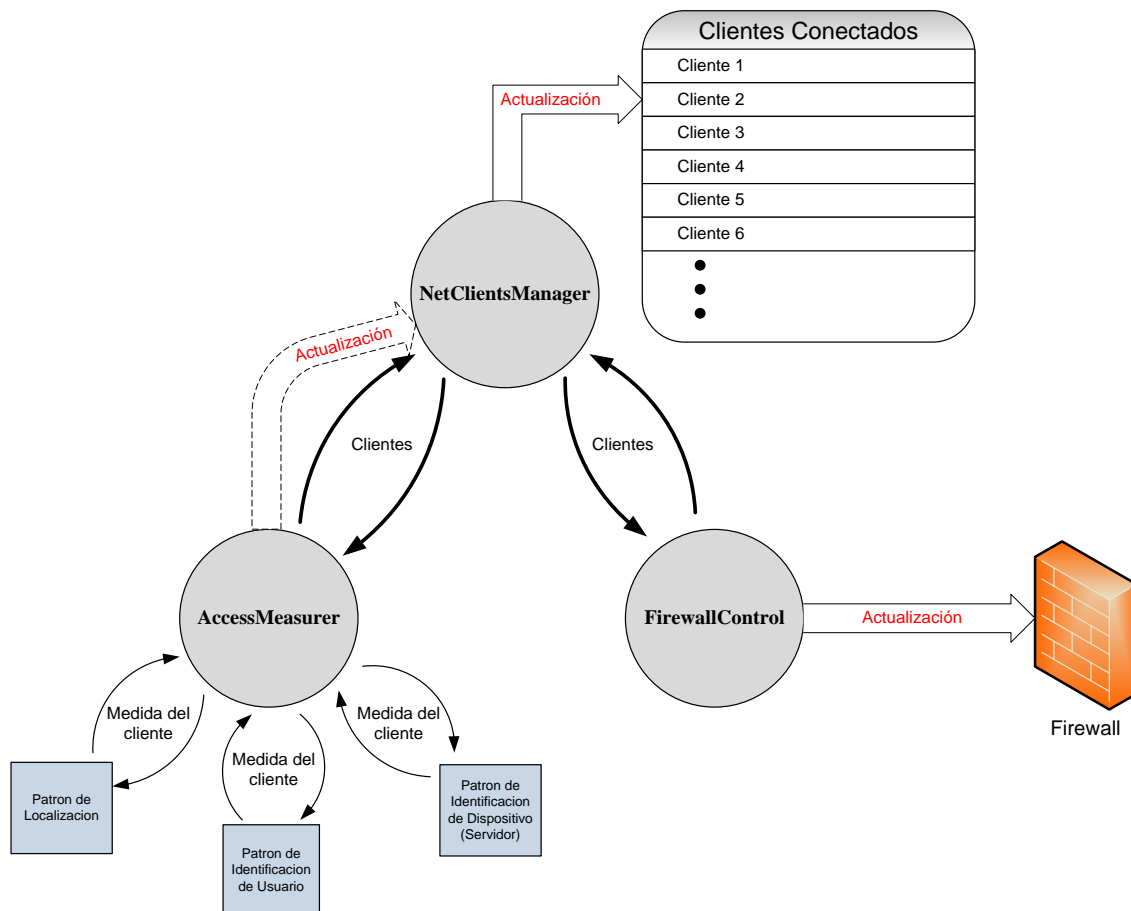 Clientes Conectados
Cliente 1
Actualización
Cliente 2
Cliente 3
Cliente 4
Cliente 5
Cliente 6
NetClientsManager
Actualización
Clientes
Clientes
AccessMeasurer
FirewallControl
Actualización
Firewall
Medida del
cliente
Medida del
cliente
Medida del
cliente
Patron de
Localizacion
Patron de
Identificacion
de Usuario
Patron de
Identificacion
de Dispositivo
(Servidor)